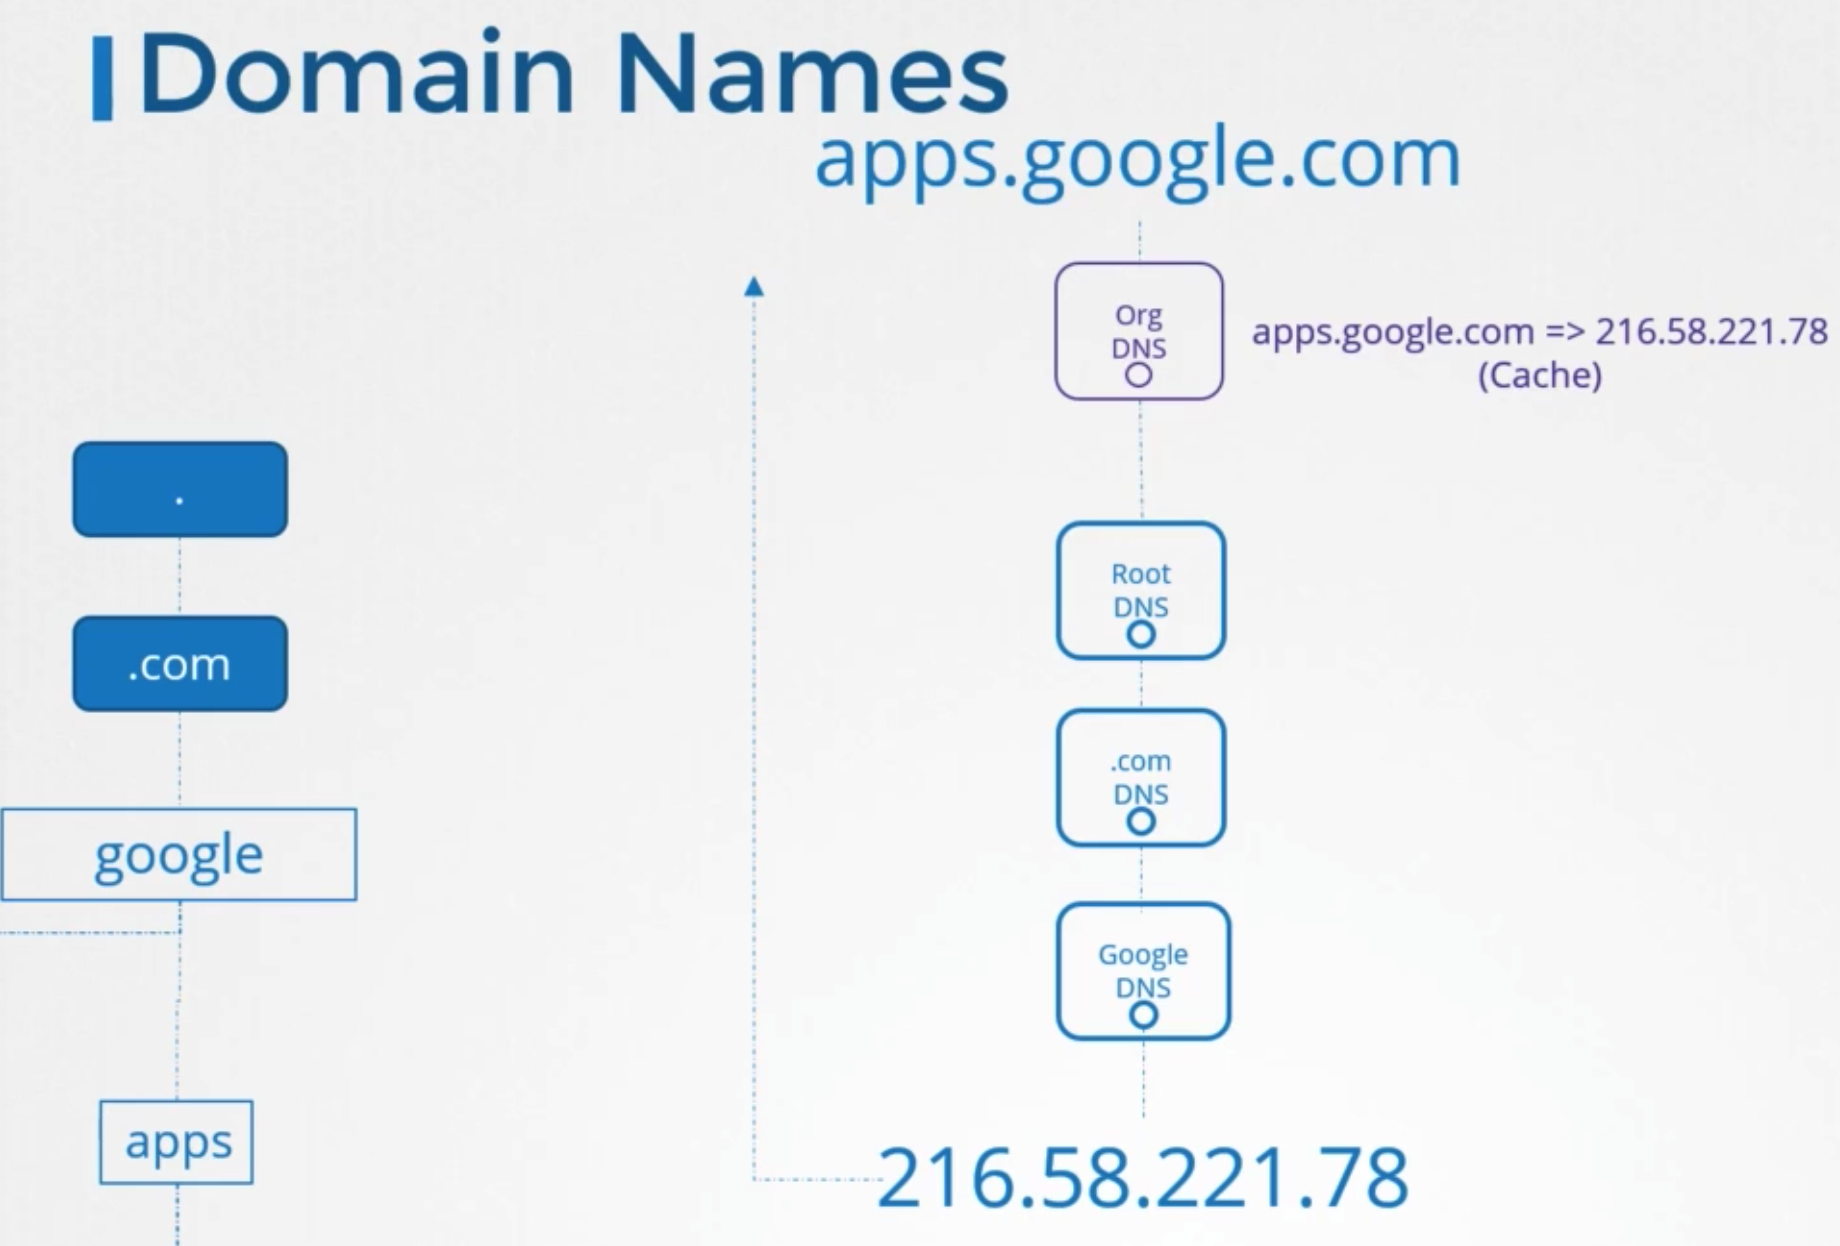 Domain Names
apps.google.com
Org
DNS
apps.google.com => 216.58.221.78
(Cache)
.
.com
google
apps
Root
DNS
.com
DNS
Google
DNS
216.58.221.78